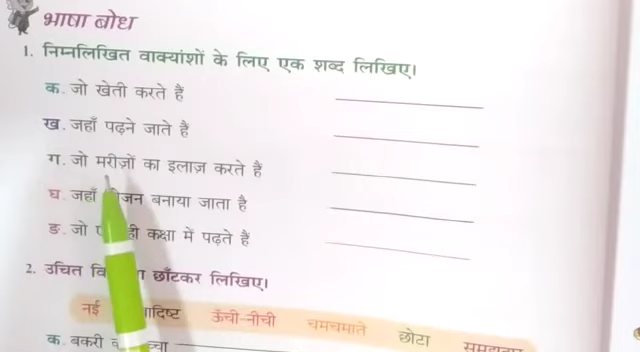 भाषा बोध
1. निम्नलिखित वाक्यांशों के लिए एक शब्द लिखिए।
क. जो खेती करते हैं
ख. जहाँ पढ़ने जाते हैं
ग. जो मरीज़ों का इलाज़ करते हैं
घ. जहाँ बनाया जाता है
ङ. जो ही कक्षा में पढ़ते हैं
2. उचित छाँटकर लिखिए।
नई ऊँची-नीची चमचमाते छोटा
क. बकरी